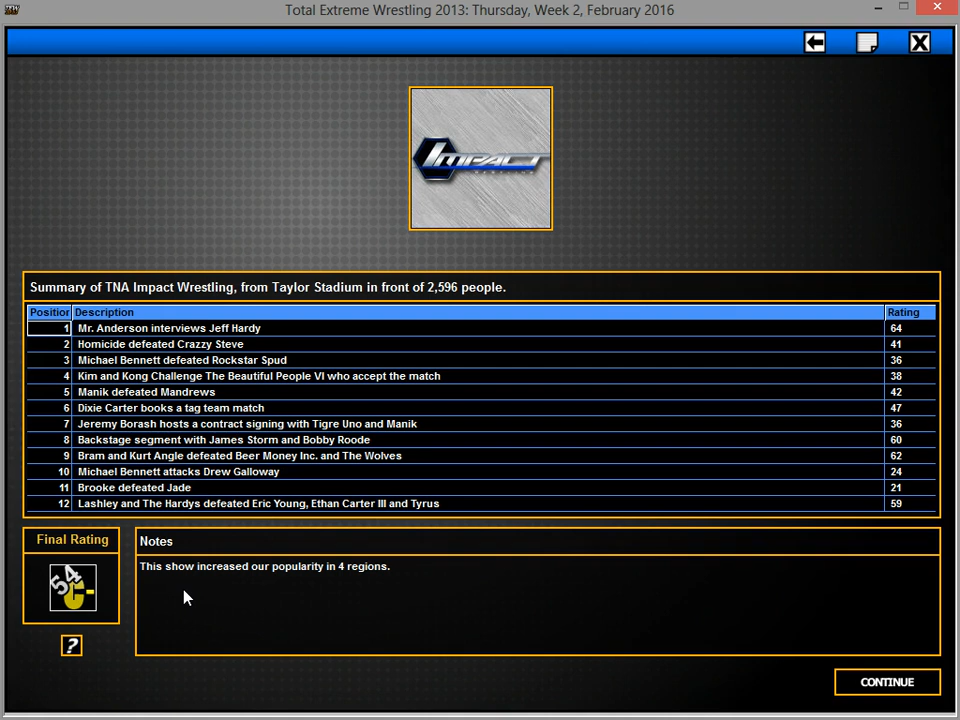 Total Extreme Wrestling 2013: Thursday, Week 2, February 2016
IMPACT
Summary of TNA Impact Wrestling, from Taylor Stadium in front of 2,596 people.
Position Description Rating
1 Mr. Anderson interviews Jeff Hardy 64
2 Homicide defeated Crazzy Steve 41
3 Michael Bennett defeated Rockstar Spud 36
4 Kim and Kong Challenge The Beautiful People VI who accept the match 38
5 Manik defeated Mandrews 42
6 Dixie Carter books a tag team match 47
7 Jeremy Borash hosts a contract signing with Tigre Uno and Manik 36
8 Backstage segment with James Storm and Bobby Roode 60
9 Bram and Kurt Angle defeated Beer Money Inc. and The Wolves 62
10 Michael Bennett attacks Drew Galloway 24
11 Brooke defeated Jade 21
12 Lashley and The Hardys defeated Eric Young, Ethan Carter III and Tyrus 59
Final Rating
54
Notes
This show increased our popularity in 4 regions.
?
CONTINUE